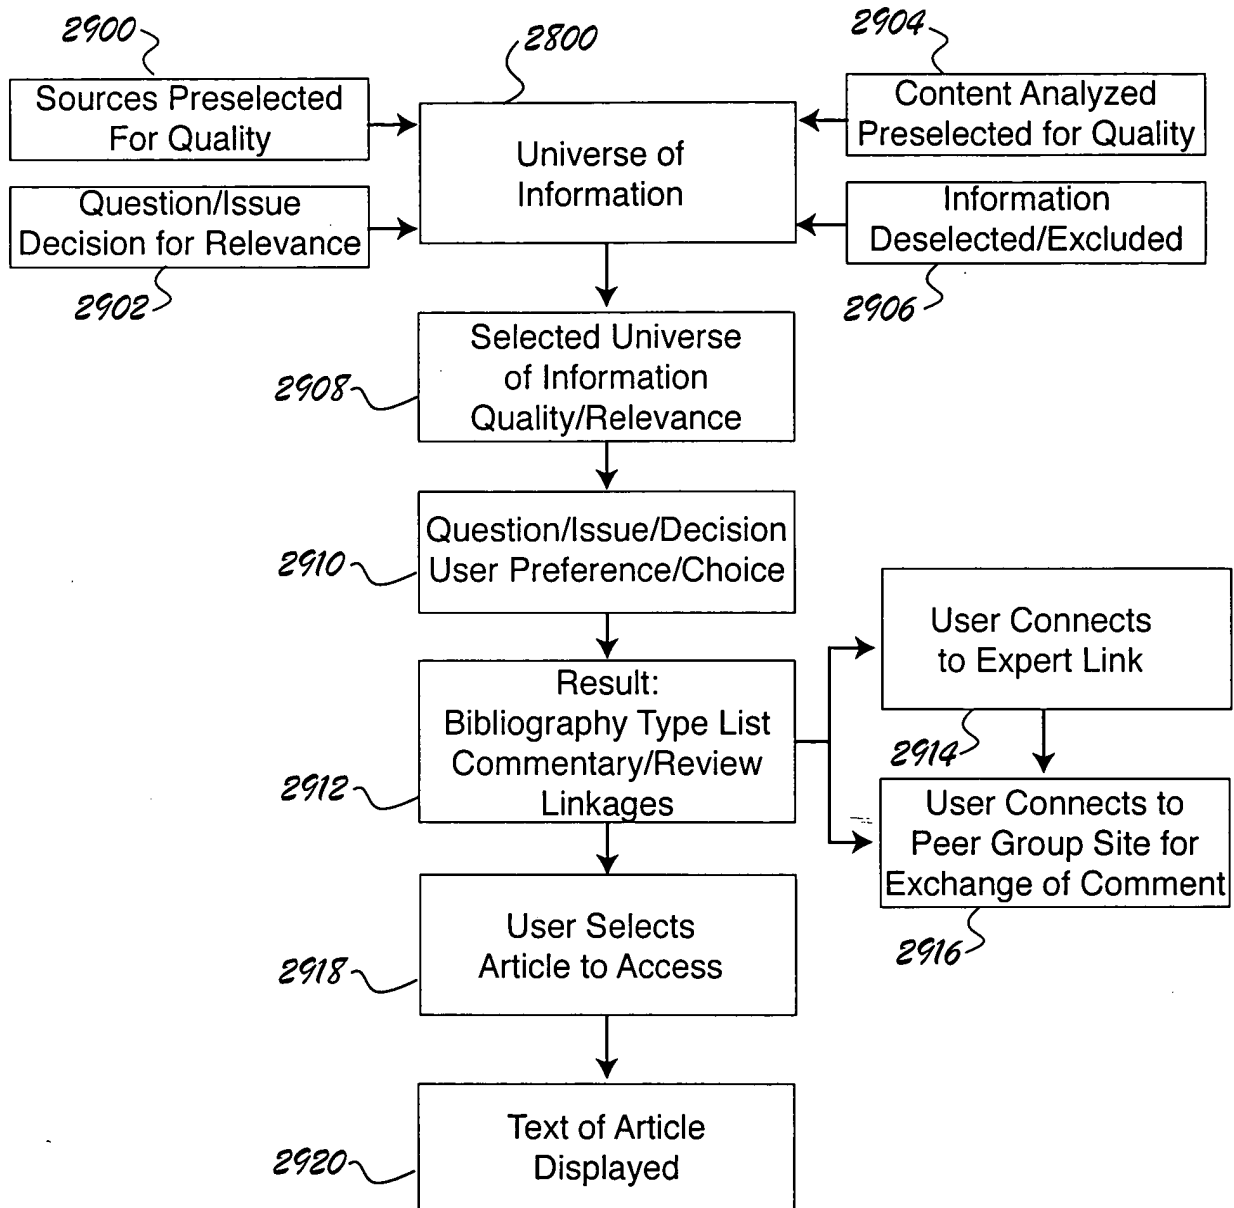 2900
2800
2904
Sources Preselected
For Quality
Universe of
Information
Content Analyzed
Preselected for Quality
Question/Issue
Decision for Relevance
Information
Deselected/Excluded
2902
2906
Selected Universe
of Information
Quality/Relevance
2908
Question/Issue/Decision
User Preference/Choice
2910
Result:
Bibliography Type List
Commentary/Review
Linkages
2912
User Connects
to Expert Link
2914
User Connects to
Peer Group Site for
Exchange of Comment
2916
User Selects
Article to Access
2918
Text of Article
Displayed
2920